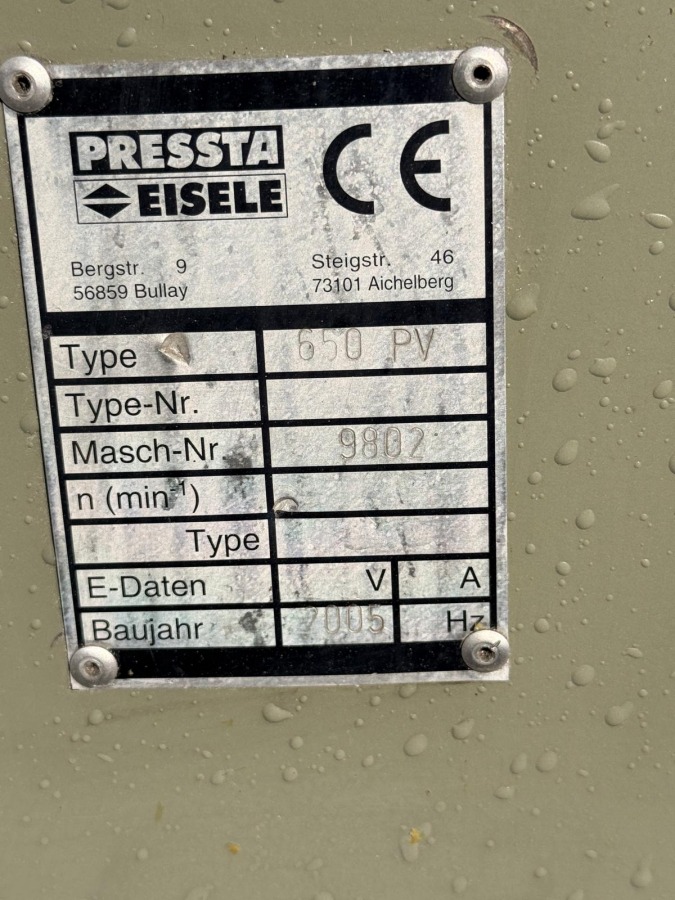 PRESSTA
EISELE
CE
Bergstr. 9
56859 Bullay
Steigstr. 46
73101 Aichelberg
Type 650 PV
Type-Nr.
Masch-Nr 9802
n (min⁻¹)
Type
E-Daten V A
Baujahr 2005 Hz